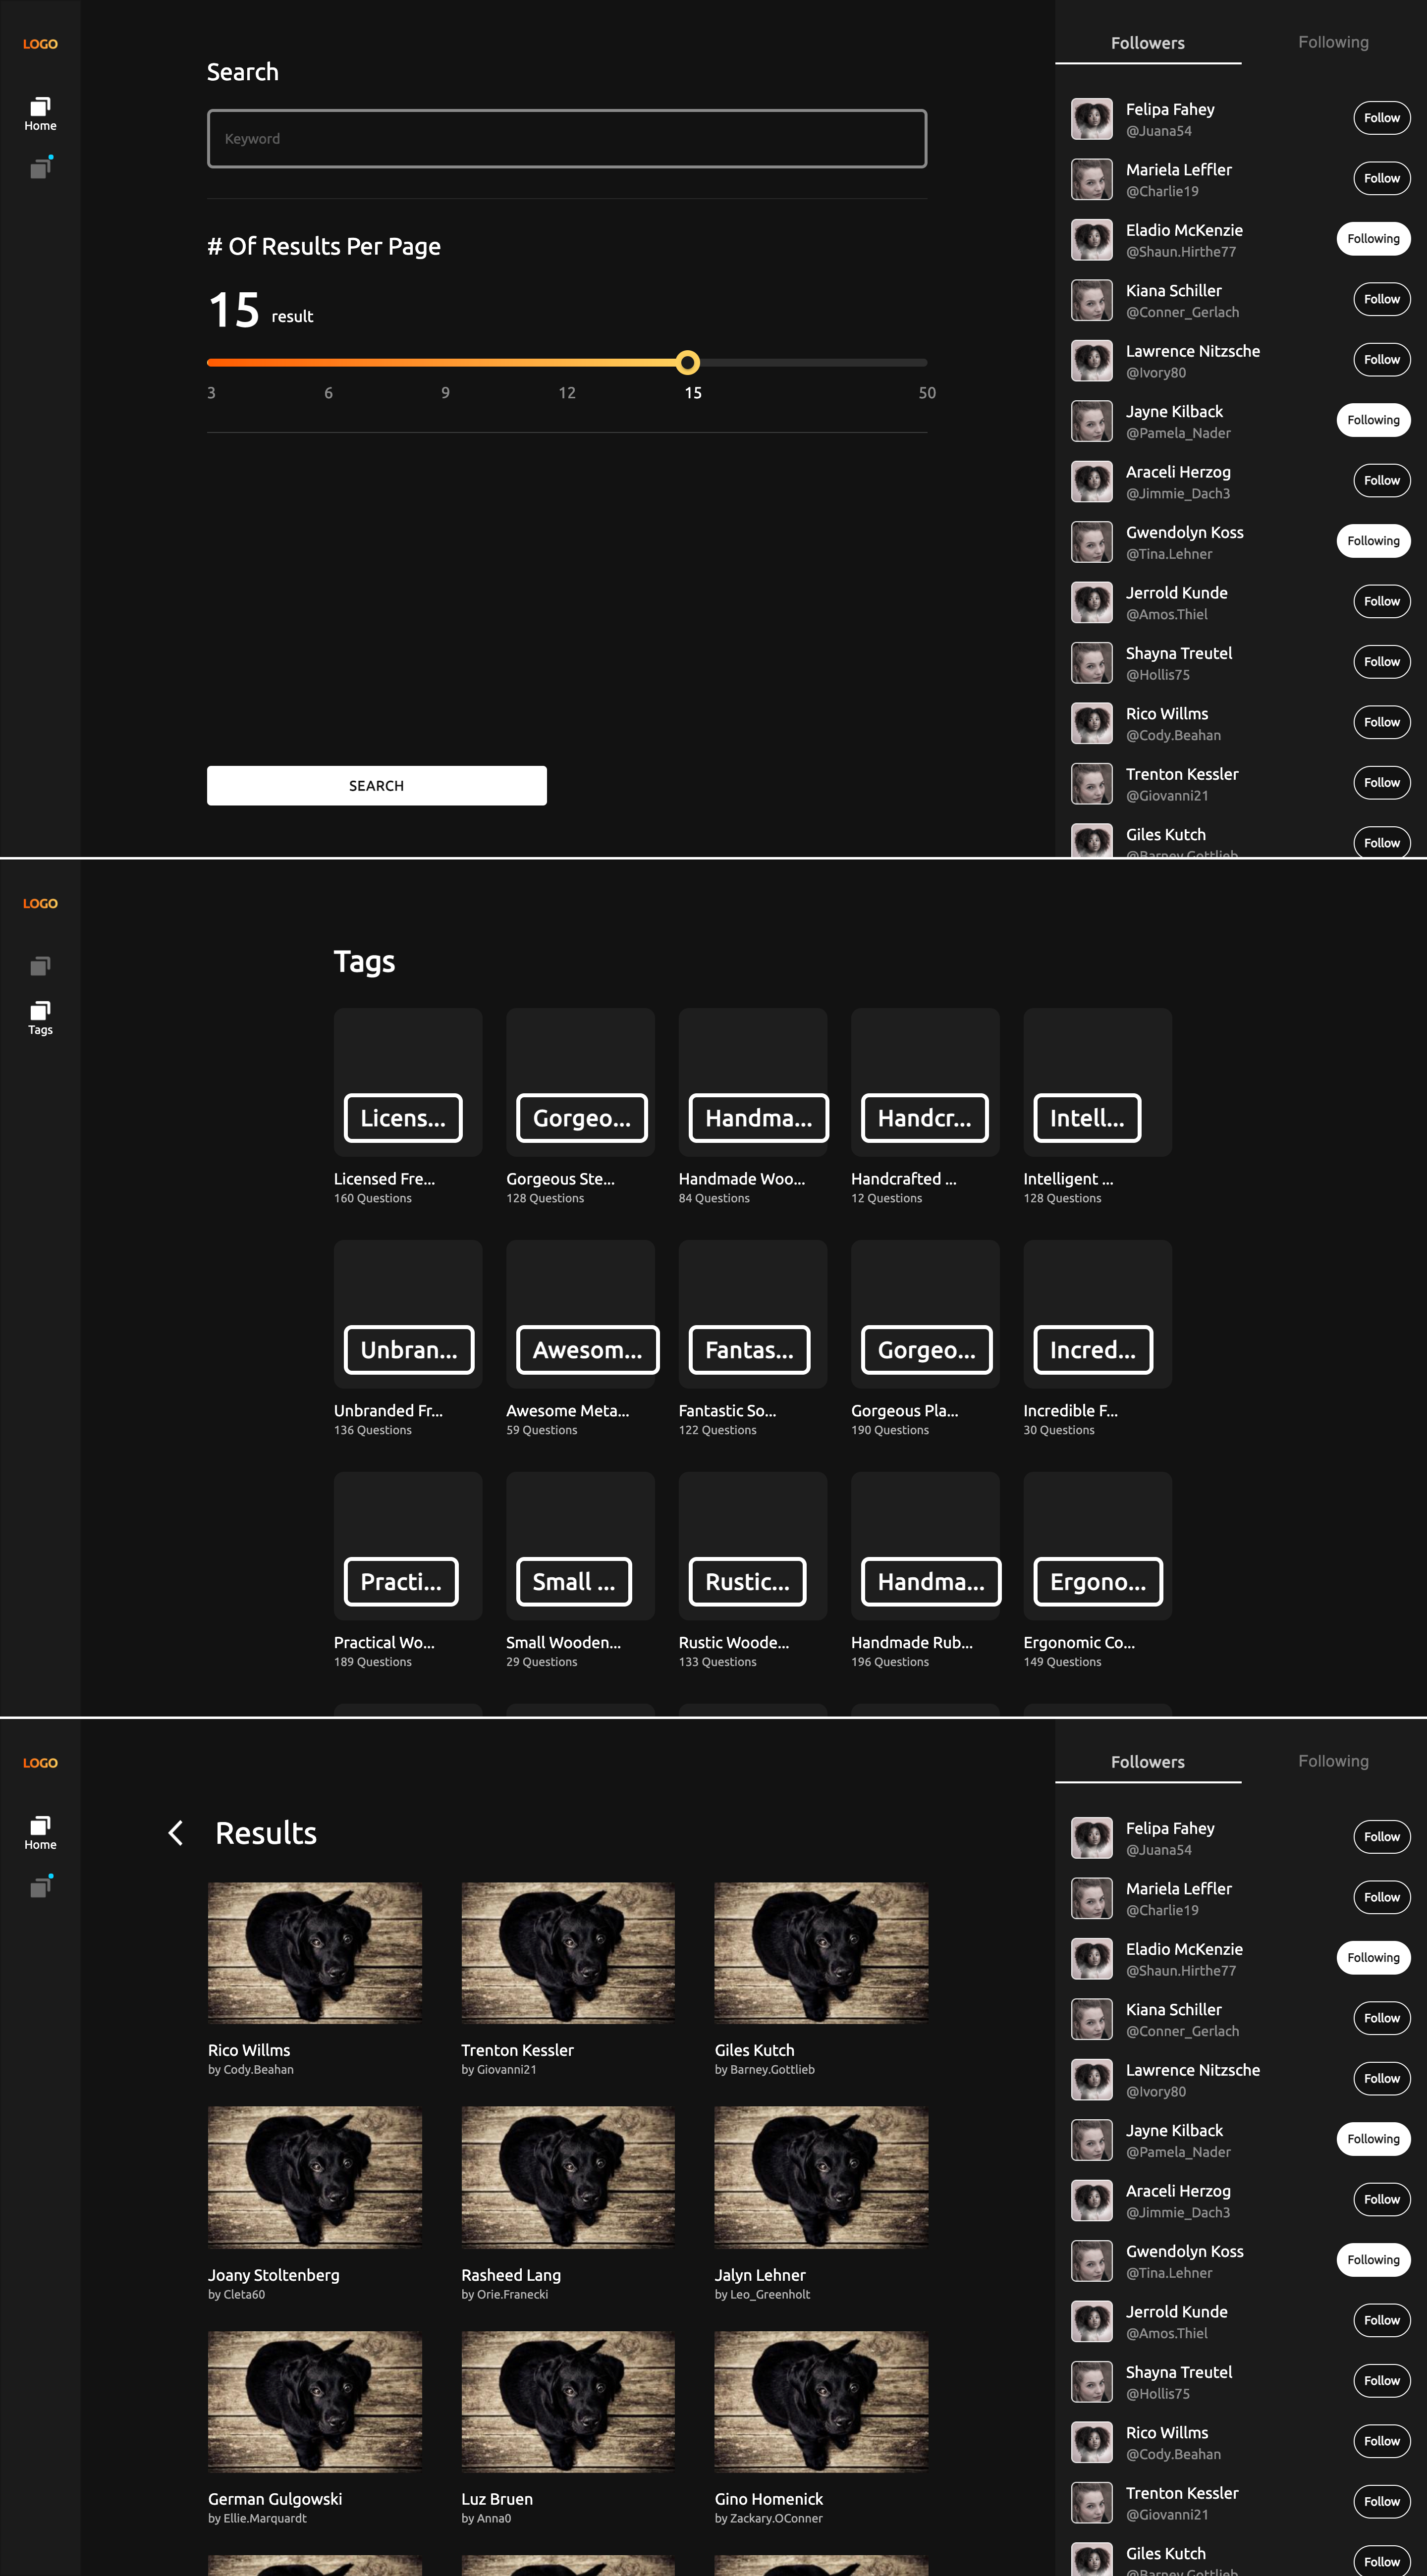 LOGO
Home
Search
Keyword
# Of Results Per Page
15 result
3 6 9 12 15 50
SEARCH
Followers Following
Felipa Fahey
@Juana54
Follow
Mariela Leffler
@Charlie19
Follow
Eladio McKenzie
@Shaun.Hirthe77
Following
Kiana Schiller
@Conner_Gerlach
Follow
Lawrence Nitzsche
@Ivory80
Follow
Jayne Kilback
@Pamela_Nader
Following
Araceli Herzog
@Jimmie_Dach3
Follow
Gwendolyn Koss
@Tina.Lehner
Following
Jerrold Kunde
@Amos.Thiel
Follow
Shayna Treutel
@Hollis75
Follow
Rico Willms
@Cody.Beahan
Follow
Trenton Kessler
@Giovanni21
Follow
Giles Kutch
@Barney.Gottlieb
Follow
LOGO
Tags
Tags
Licens... Gorgeo... Handma... Handcr... Intell...
Licensed Fre... Gorgeous Ste... Handmade Woo... Handcrafted ... Intelligent ...
160 Questions 128 Questions 84 Questions 12 Questions 128 Questions
Unbran... Awesom... Fantas... Gorgeo... Incred...
Unbranded Fr... Awesome Meta... Fantastic So... Gorgeous Pla... Incredible F...
136 Questions 59 Questions 122 Questions 190 Questions 30 Questions
Practi... Small ... Rustic... Handma... Ergono...
Practical Wo... Small Wooden... Rustic Woode... Handmade Rub... Ergonomic Co...
189 Questions 29 Questions 133 Questions 196 Questions 149 Questions
LOGO
Home
Results
Rico Willms Trenton Kessler Giles Kutch
by Cody.Beahan by Giovanni21 by Barney.Gottlieb
Joany Stoltenberg Rasheed Lang Jalyn Lehner
by Cleta60 by Orie.Franecki by Leo_Greenholt
German Gulgowski Luz Bruen Gino Homenick
by Ellie.Marquardt by Anna0 by Zackary.OConner
Followers Following
Felipa Fahey
@Juana54
Follow
Mariela Leffler
@Charlie19
Follow
Eladio McKenzie
@Shaun.Hirthe77
Following
Kiana Schiller
@Conner_Gerlach
Follow
Lawrence Nitzsche
@Ivory80
Follow
Jayne Kilback
@Pamela_Nader
Following
Araceli Herzog
@Jimmie_Dach3
Follow
Gwendolyn Koss
@Tina.Lehner
Following
Jerrold Kunde
@Amos.Thiel
Follow
Shayna Treutel
@Hollis75
Follow
Rico Willms
@Cody.Beahan
Follow
Trenton Kessler
@Giovanni21
Follow
Giles Kutch
@Barney.Gottlieb
Follow